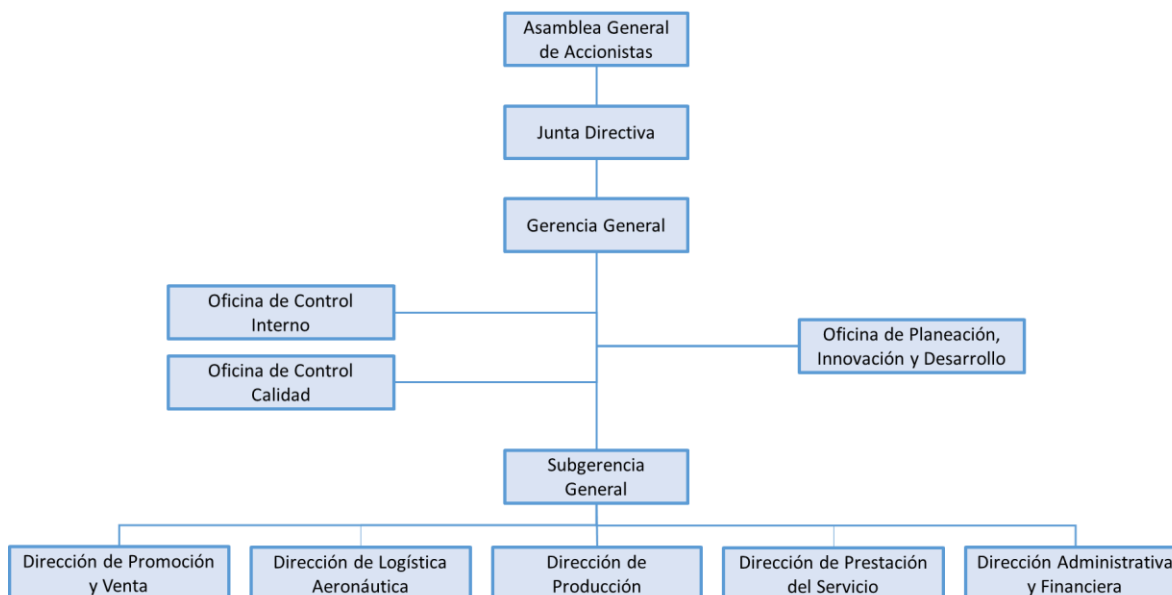 Asamblea General
de Accionistas
Junta Directiva
Gerencia General
Oficina de Control
Interno
Oficina de Planeación,
Innovación y Desarrollo
Oficina de Control
Calidad
Subgerencia
General
Dirección de Promoción
y Venta
Dirección de Logística
Aeronáutica
Dirección de
Producción
Dirección de Prestación
del Servicio
Dirección Administrativa
y Financiera